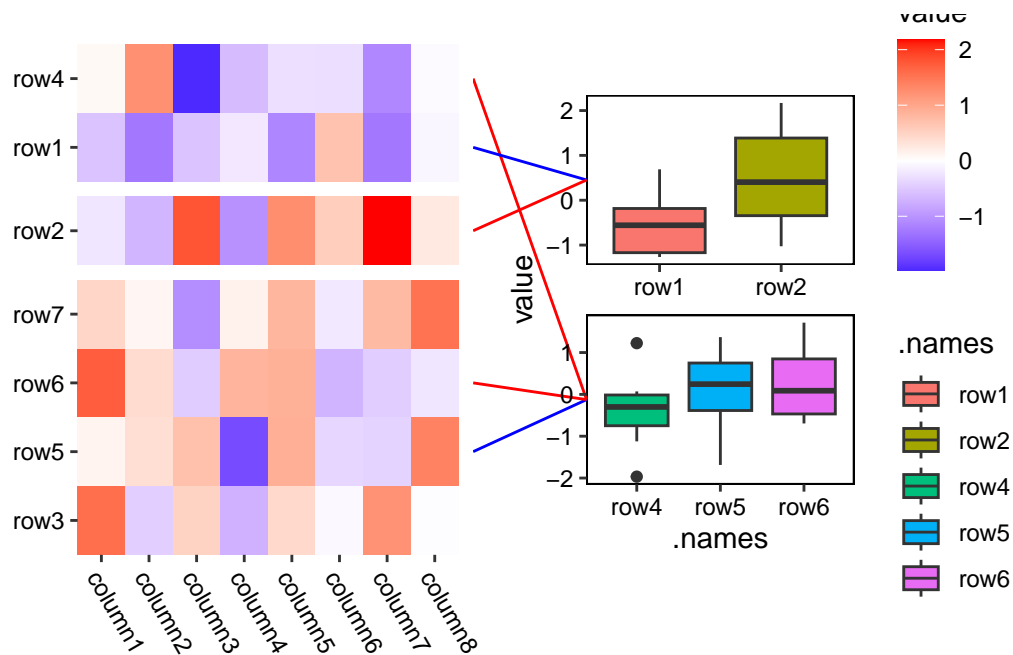 row4
row1
row2
row7
row6
row5
row3
column1
column2
column3
column4
column5
column6
column7
column8
value
2
1
0
−1
row1
row2
1
0
−1
−2
row4
row5
row6
.names
value
2
1
0
−1
.names
row1
row2
row4
row5
row6